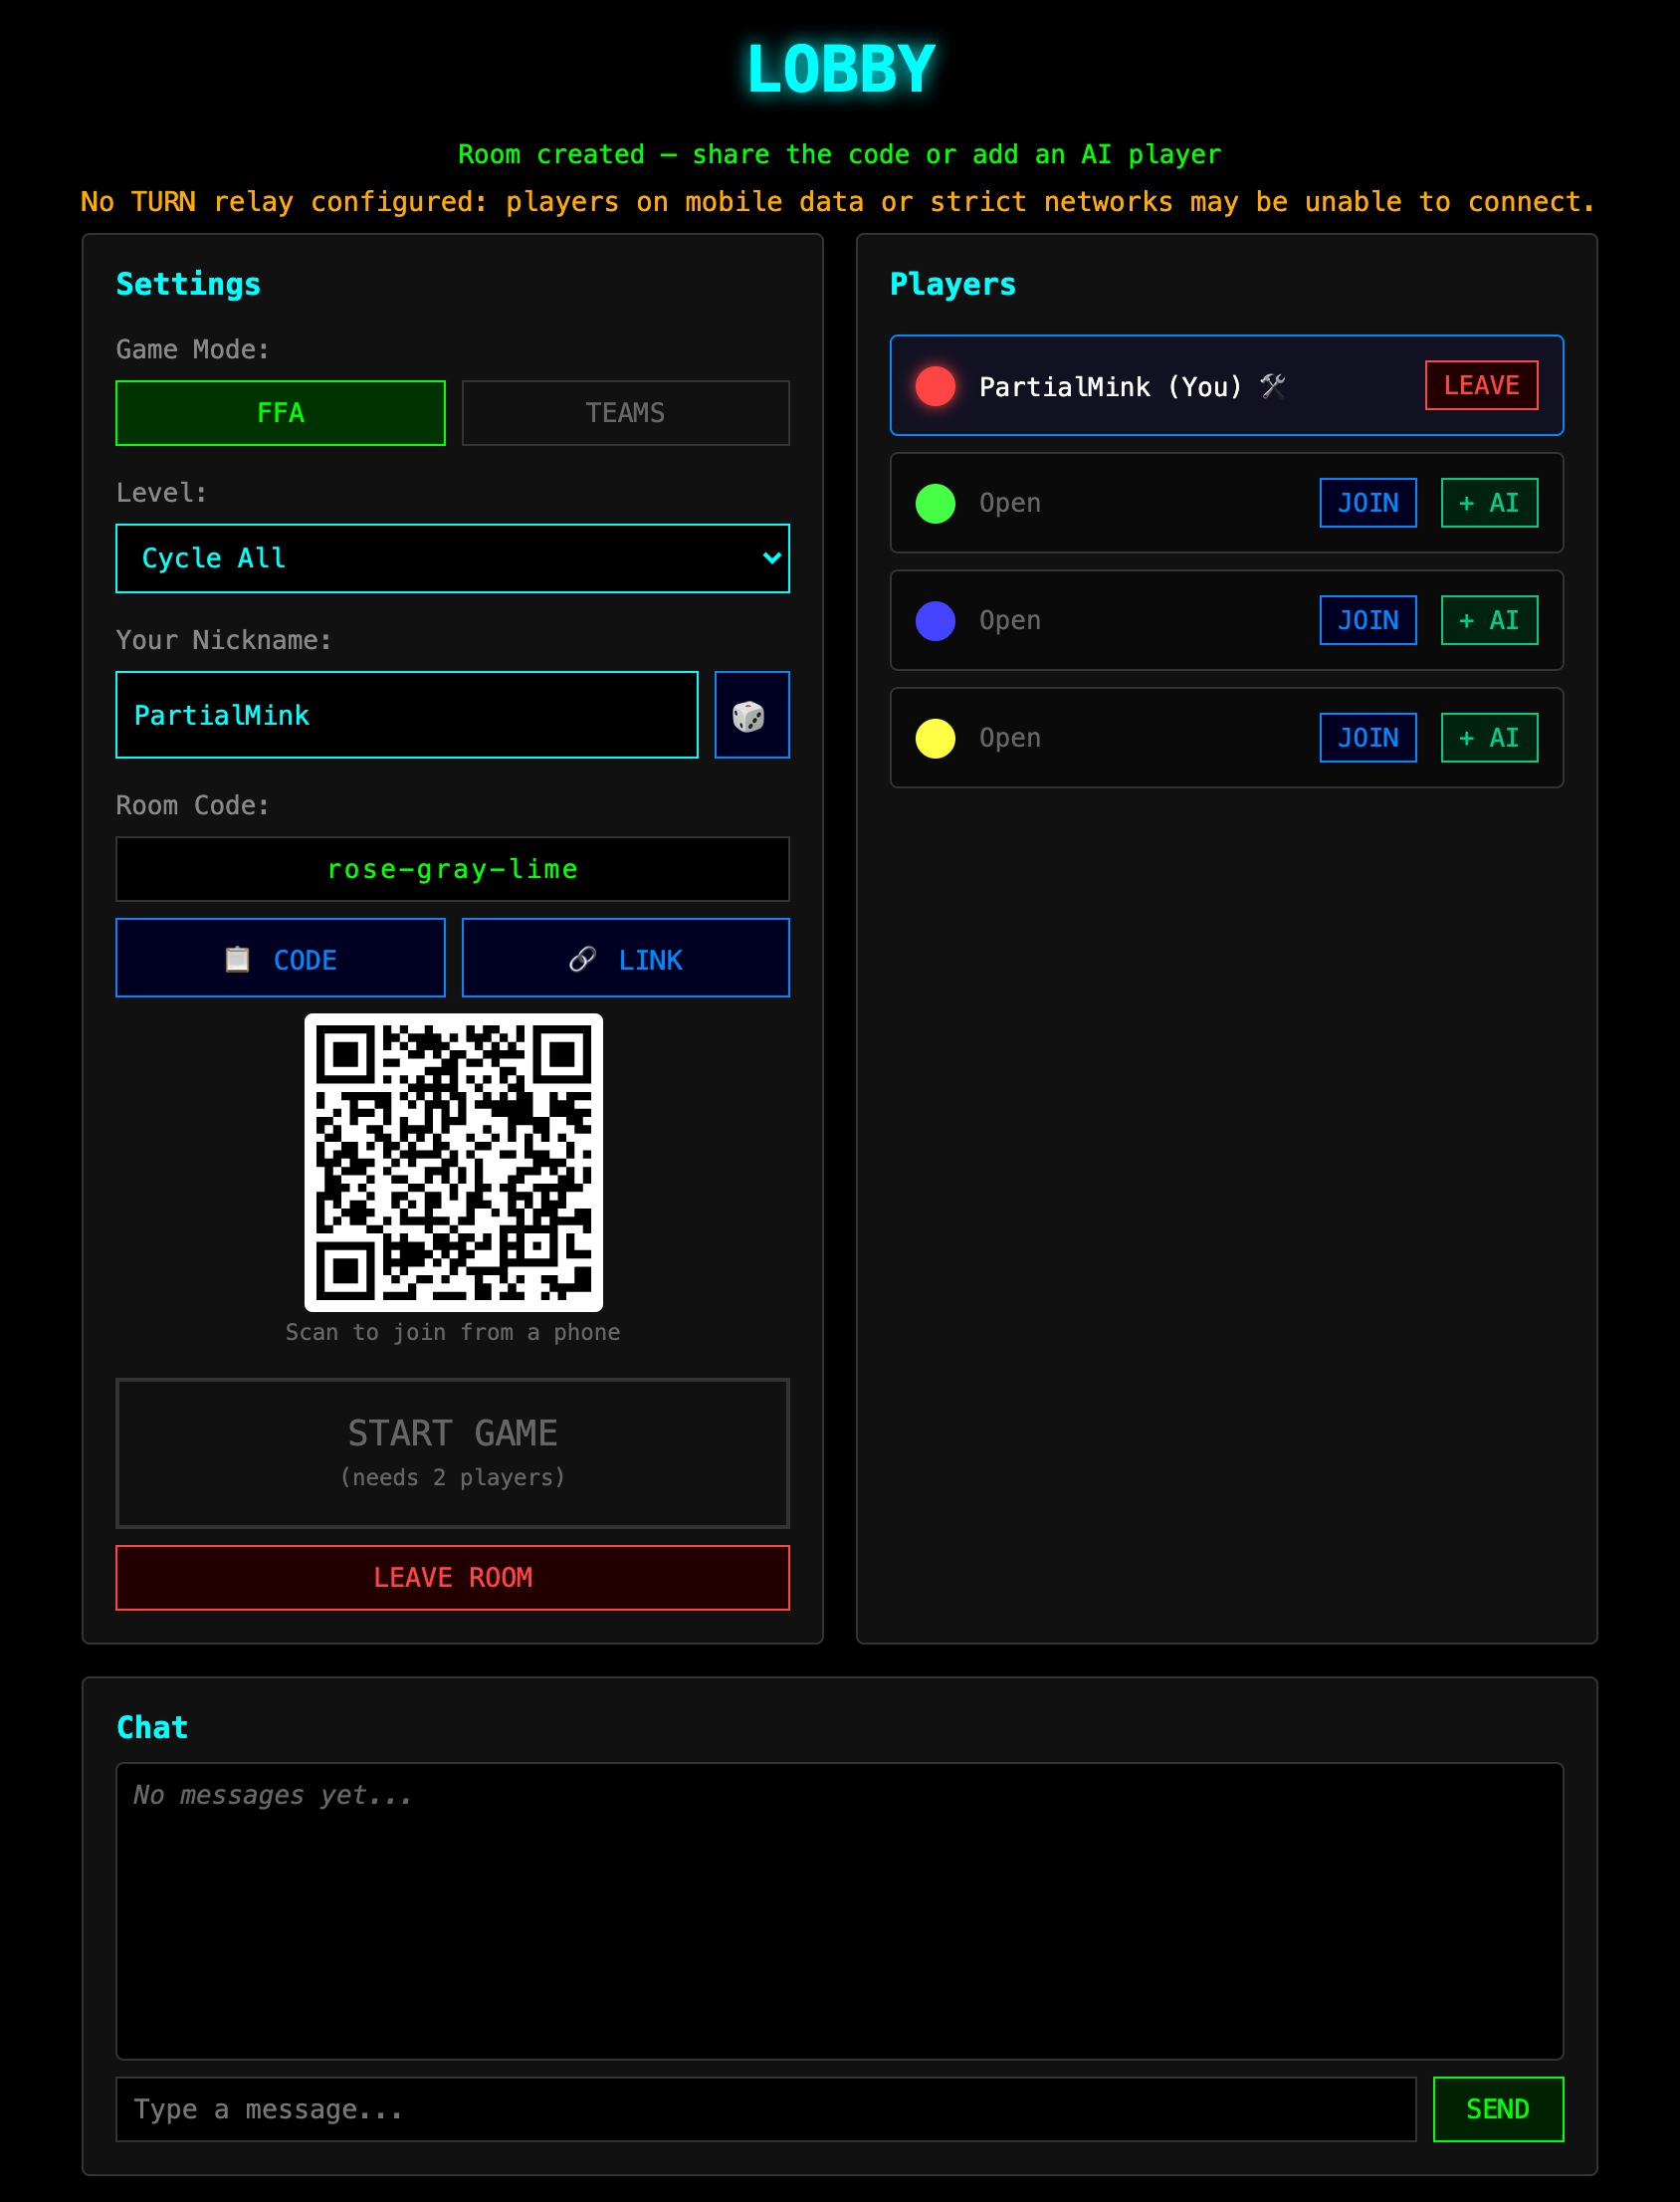 LOBBY
Room created — share the code or add an AI player
No TURN relay configured: players on mobile data or strict networks may be unable to connect.
Settings
Game Mode:
FFA
TEAMS
Level:
Cycle All
Your Nickname:
PartialMink
Room Code:
rose-gray-lime
CODE
LINK
Scan to join from a phone
START GAME
(needs 2 players)
LEAVE ROOM
Players
PartialMink (You)
LEAVE
Open
JOIN
+ AI
Open
JOIN
+ AI
Open
JOIN
+ AI
Chat
No messages yet...
Type a message...
SEND